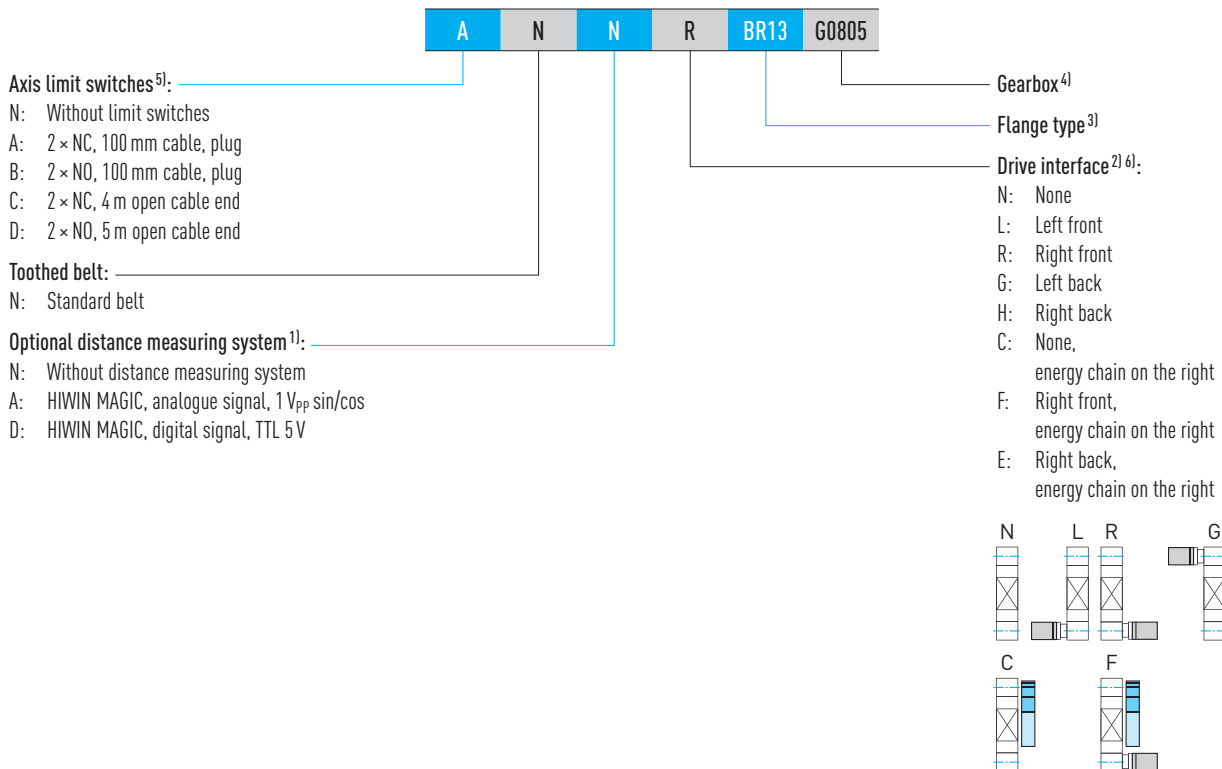 A N N R BR13 G0805
Axis limit switches 5):
N: Without limit switches
A: 2 × NC, 100 mm cable, plug
B: 2 × NO, 100 mm cable, plug
C: 2 × NC, 4 m open cable end
D: 2 × NO, 5 m open cable end
Toothed belt:
N: Standard belt
Optional distance measuring system 1):
N: Without distance measuring system
A: HIWIN MAGIC, analogue signal, 1 VPP sin/cos
D: HIWIN MAGIC, digital signal, TTL 5 V
Gearbox 4)
Flange type 3)
Drive interface 2) 6):
N: None
L: Left front
R: Right front
G: Left back
H: Right back
C: None,
energy chain on the right
F: Right front,
energy chain on the right
E: Right back,
energy chain on the right
N L R G
C F